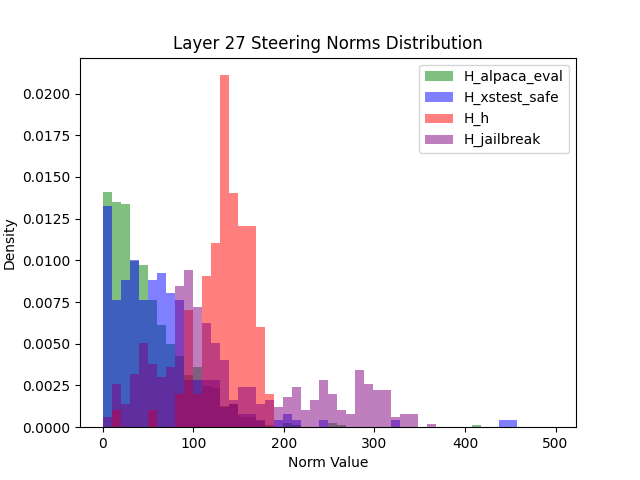 Layer 27 Steering Norms Distribution
H_alpaca_eval
H_xstest_safe
H_h
H_jailbreak
Density
0.0200
0.0175
0.0150
0.0125
0.0100
0.0075
0.0050
0.0025
0.0000
0 100 200 300 400 500
Norm Value